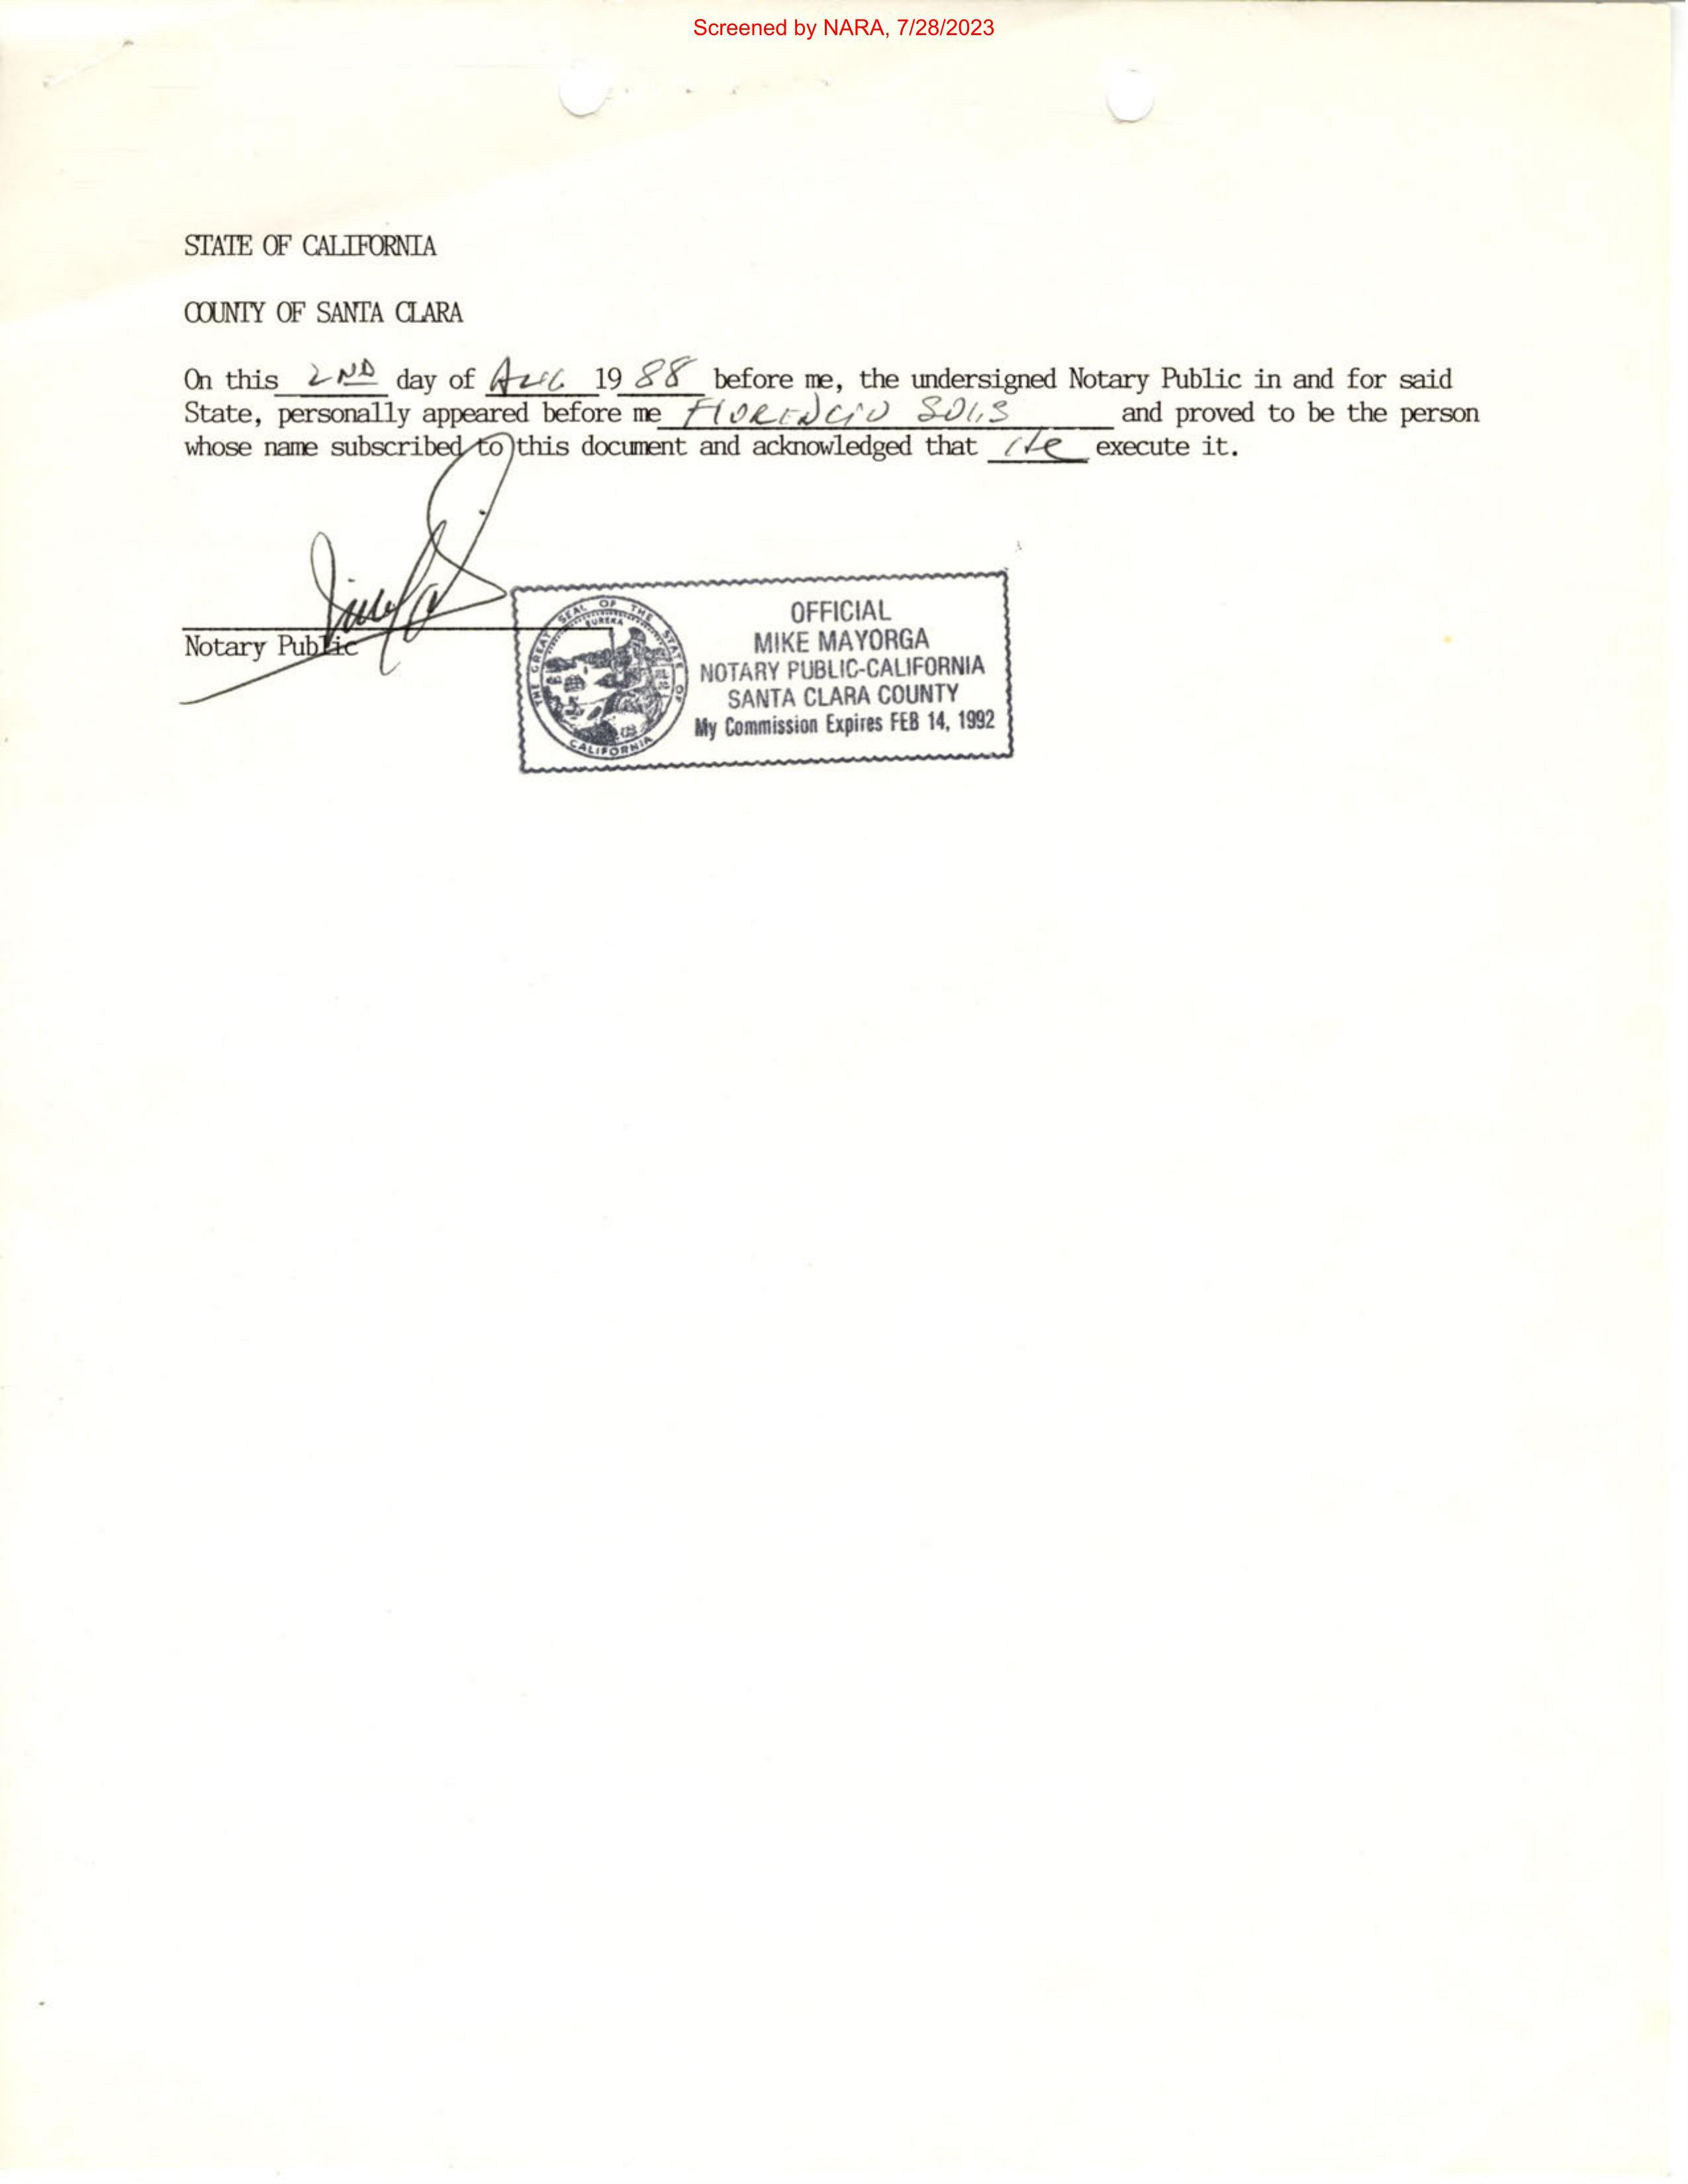 Screened by NARA, 7/28/2023
STATE OF CALIFORNIA
COUNTY OF SANTA CLARA
On this 2ND day of AUG 1988 before me, the undersigned Notary Public in and for said
State, personally appeared before me FlORENCiO SOliS and proved to be the person
whose name subscribed to this document and acknowledged that He execute it.
Notary Public
THE GREAT SEAL OF THE STATE OF CALIFORNIA
EUREKA
OFFICIAL
MIKE MAYORGA
NOTARY PUBLIC-CALIFORNIA
SANTA CLARA COUNTY
My Commission Expires FEB 14, 1992